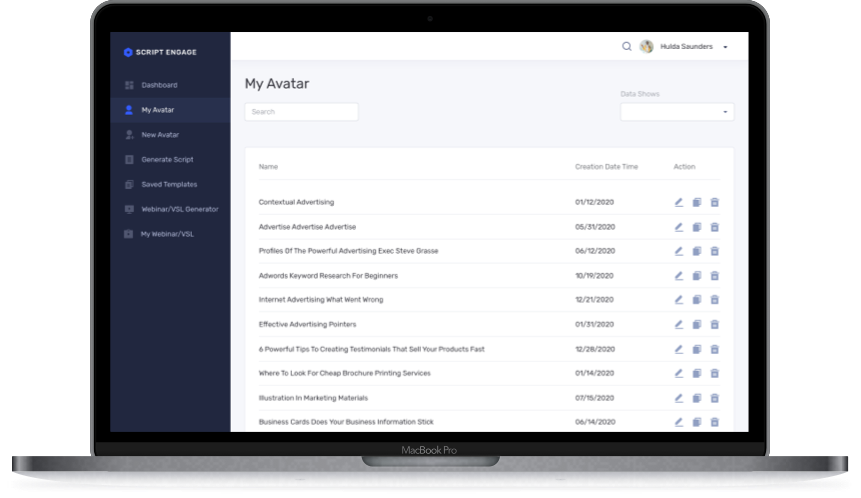 SCRIPT ENGAGE
Hulda Saunders
Dashboard
My Avatar
New Avatar
Generate Script
Saved Templates
Webinar/VSL Generator
My Webinar/VSL
My Avatar
Data Shows
Search
Name Creation Data Time Action
Contextual Advertising 01/12/2020
Advertise Advertise Advertise 05/31/2020
Profiles Of The Powerful Advertising Exec Steve Grasse 06/12/2020
Adwords Keyword Research For Beginners 10/19/2020
Internet Advertising What Went Wrong 12/21/2020
Effective Advertising Pointers 01/31/2020
6 Powerful Tips To Creating Testimonials That Sell Your Products Fast 12/28/2020
Where To Look For Cheap Brochure Printing Services 01/14/2020
Illustration In Marketing Materials 07/15/2020
Business Cards Does Your Business Information Stick 06/14/2020
MacBook Pro